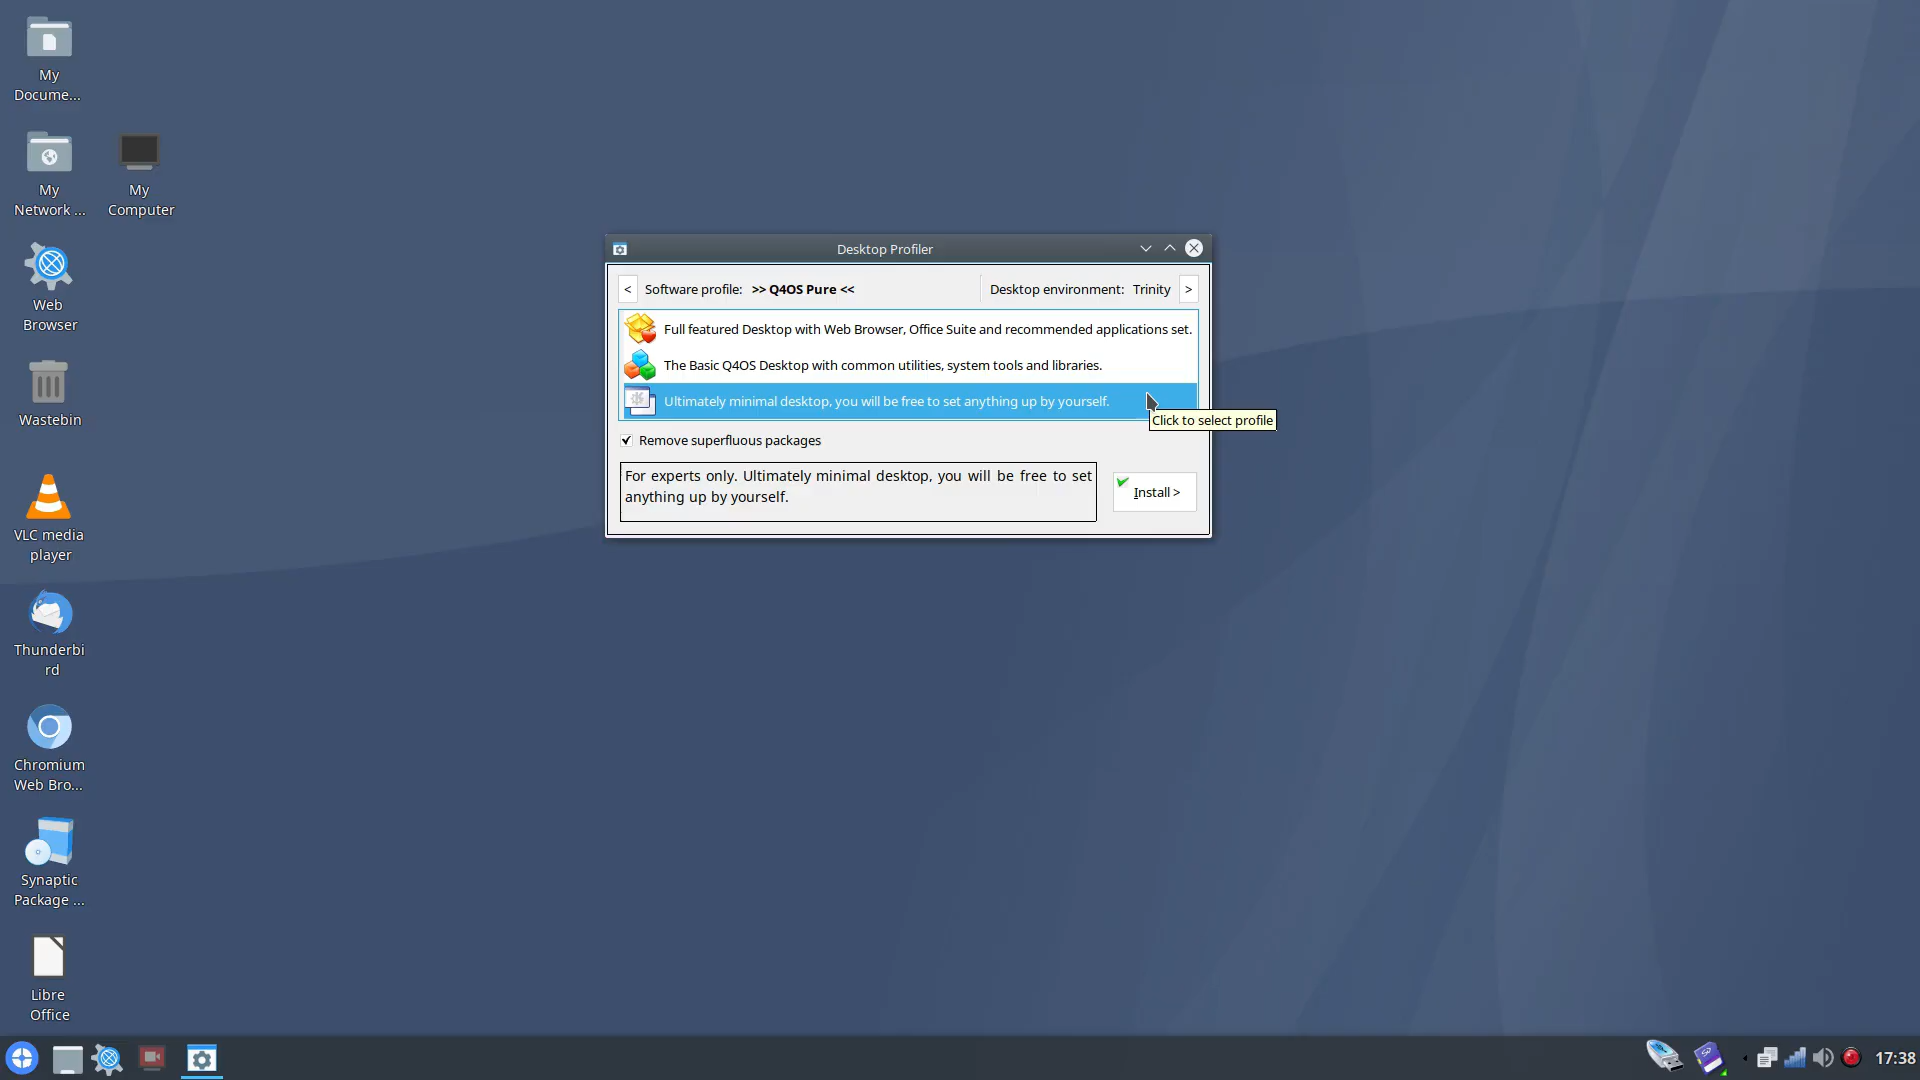 My
Docume...
My
Network ...
My
Computer
Web
Browser
Wastebin
VLC media
player
Thunderbi
rd
Chromium
Web Bro...
Synaptic
Package ...
Libre
Office
Desktop Profiler
< Software profile: >> Q4OS Pure << Desktop environment: Trinity >
Full featured Desktop with Web Browser, Office Suite and recommended applications set.
The Basic Q4OS Desktop with common utilities, system tools and libraries.
Ultimately minimal desktop, you will be free to set anything up by yourself.
Click to select profile
Remove superfluous packages
For experts only. Ultimately minimal desktop, you will be free to set
anything up by yourself.
Install >
17:38